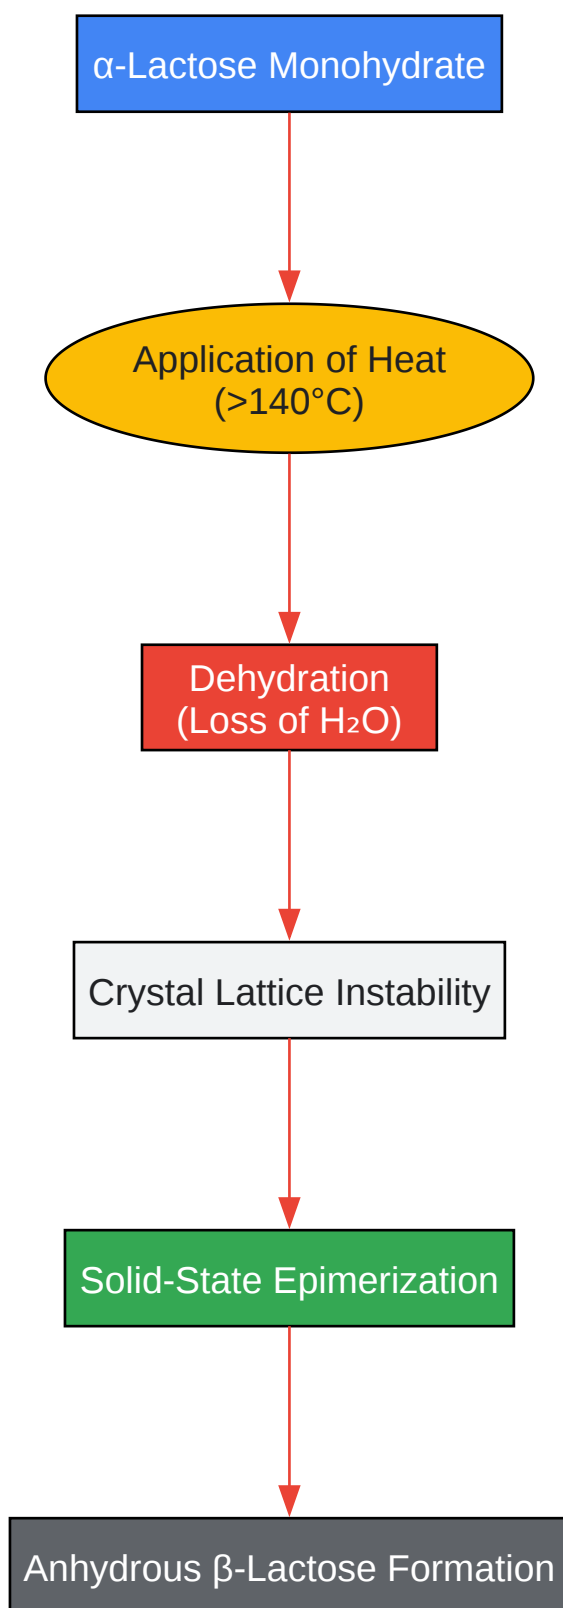 α-Lactose Monohydrate
Application of Heat
(>140°C)
Dehydration
(Loss of H₂O)
Crystal Lattice Instability
Solid-State Epimerization
Anhydrous β-Lactose Formation